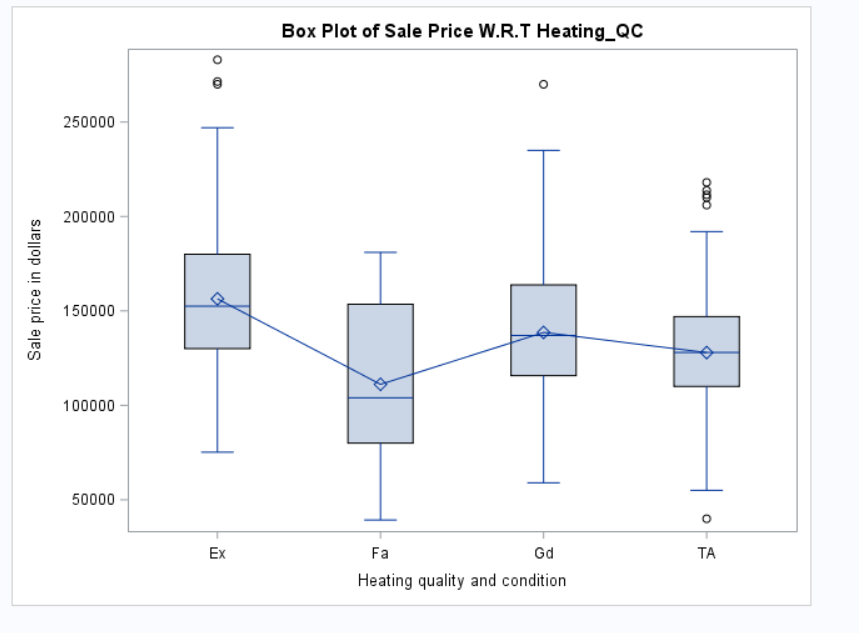 Box Plot of Sale Price W.R.T Heating_QC
Sale price in dollars
250000
200000
150000
100000
50000
Ex Fa Gd TA
Heating quality and condition